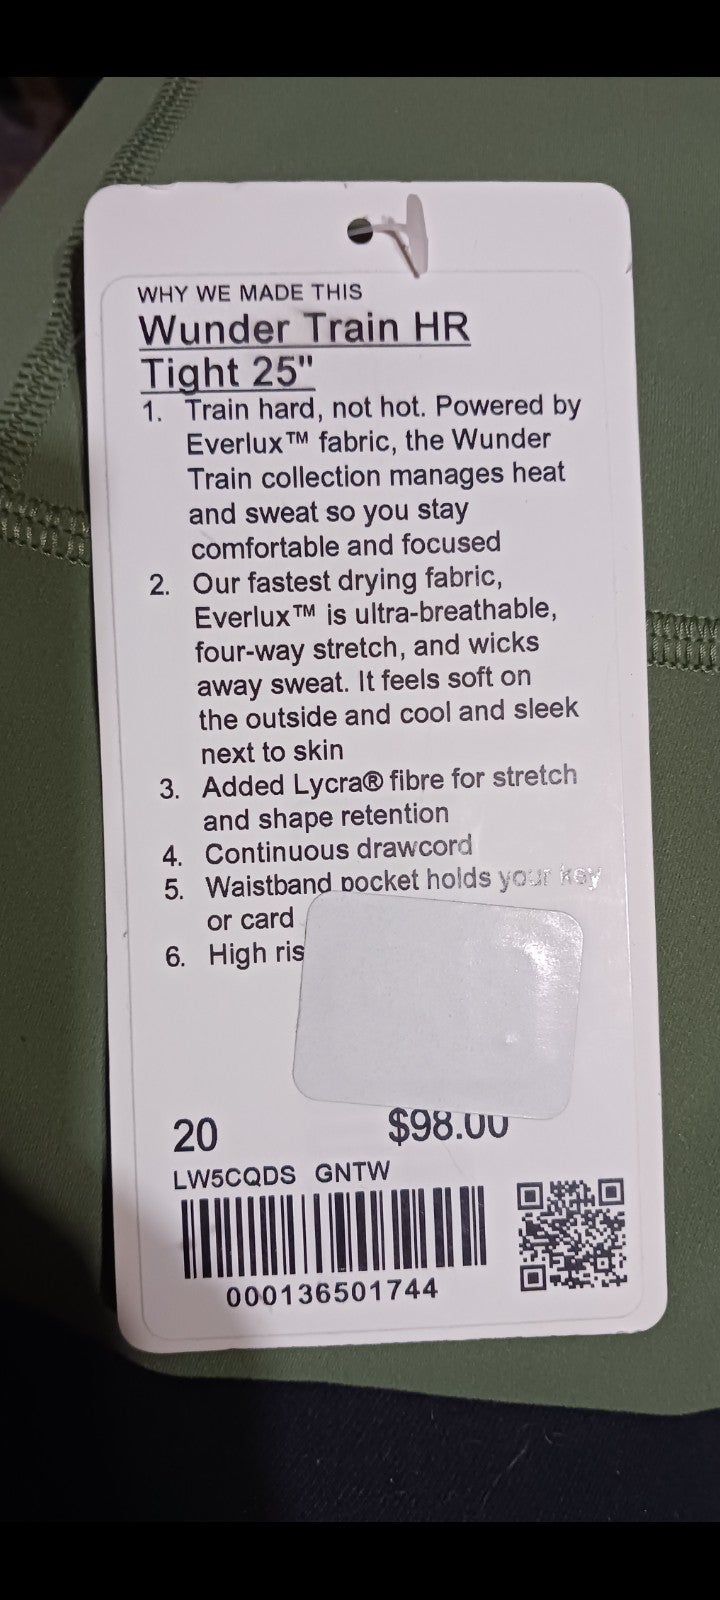 WHY WE MADE THIS
Wunder Train HR
Tight 25"
1. Train hard, not hot. Powered by
Everlux™ fabric, the Wunder
Train collection manages heat
and sweat so you stay
comfortable and focused
2. Our fastest drying fabric,
Everlux™ is ultra-breathable,
four-way stretch, and wicks
away sweat. It feels soft on
the outside and cool and sleek
next to skin
3. Added Lycra® fibre for stretch
and shape retention
4. Continuous drawcord
5. Waistband pocket holds your key
or card
6. High ris
20 $98.00
LW5CQDS GNTW
000136501744